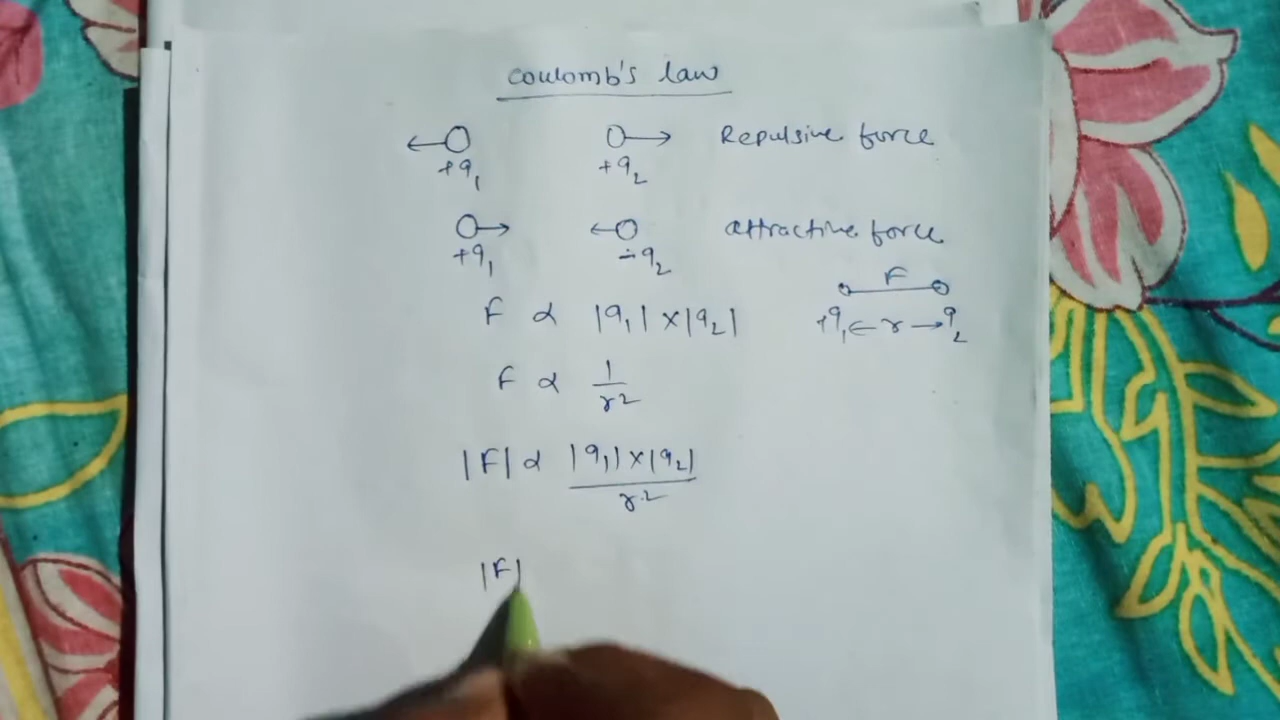 Coulomb's law
Repulsive force
+q₁ +q₂
attractive force
+q₁ -q₂
F
F α |q₁| x |q₂|
+q₁ ← r → q₂
F α 1/r²
|F| α |q₁| x |q₂| / r²
|F|